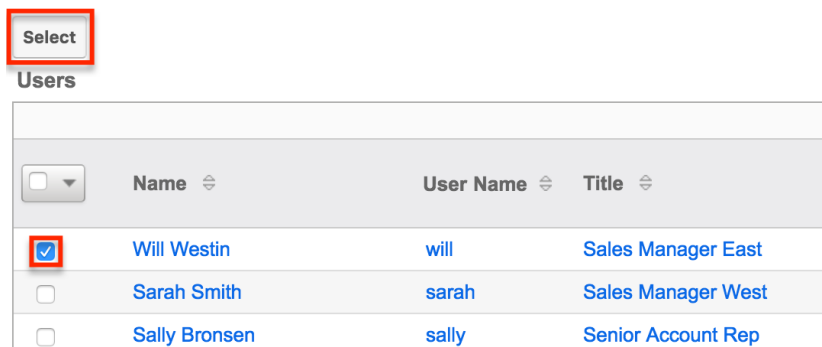 Select
Users
Name User Name Title
Will Westin will Sales Manager East
Sarah Smith sarah Sales Manager West
Sally Bronsen sally Senior Account Rep